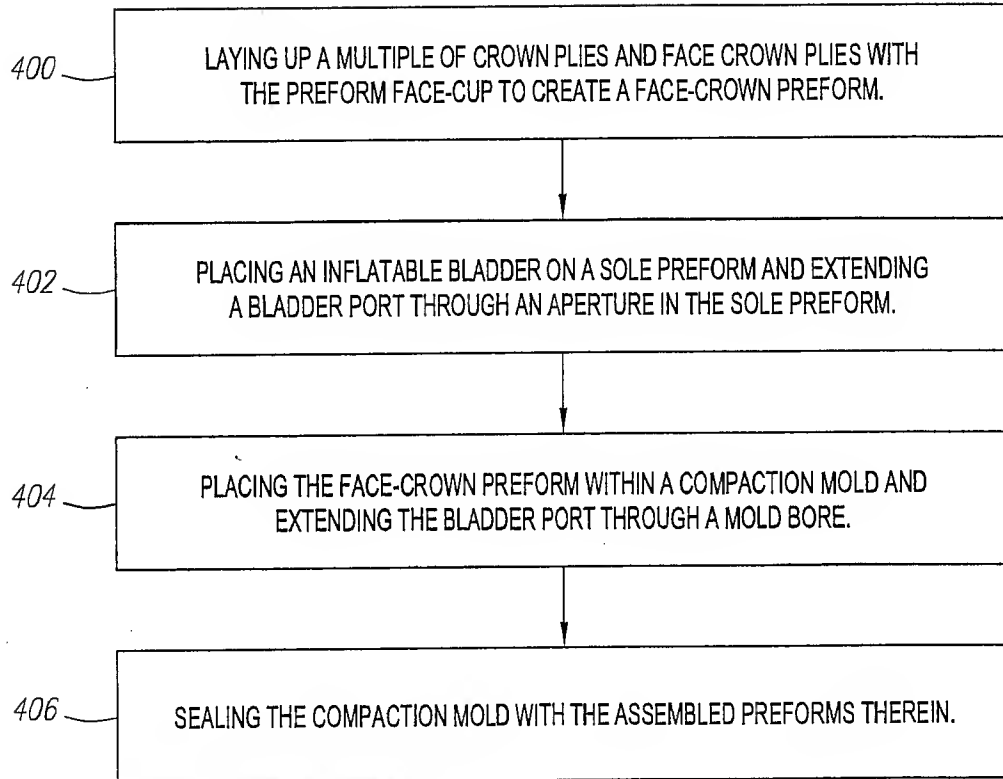 400
LAYING UP A MULTIPLE OF CROWN PLIES AND FACE CROWN PLIES WITH
THE PREFORM FACE-CUP TO CREATE A FACE-CROWN PREFORM.
402
PLACING AN INFLATABLE BLADDER ON A SOLE PREFORM AND EXTENDING
A BLADDER PORT THROUGH AN APERTURE IN THE SOLE PREFORM.
404
PLACING THE FACE-CROWN PREFORM WITHIN A COMPACTION MOLD AND
EXTENDING THE BLADDER PORT THROUGH A MOLD BORE.
406
SEALING THE COMPACTION MOLD WITH THE ASSEMBLED PREFORMS THEREIN.